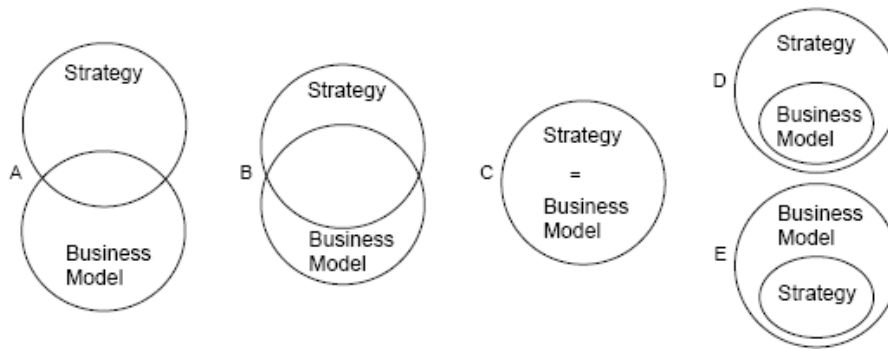 Strategy
A
Business
Model
Strategy
B
Business
Model
C
Strategy
=
Business
Model
D
Strategy
Business
Model
E
Business
Model
Strategy